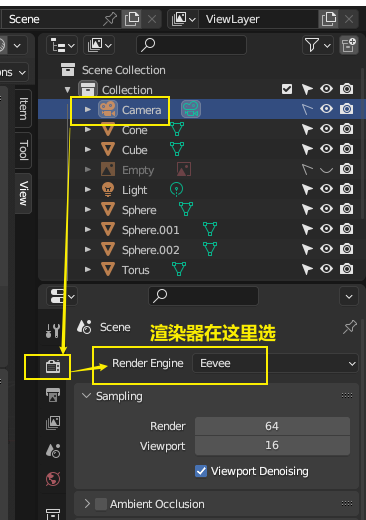 Scene
ViewLayer
ons
Scene Collection
Collection
Camera
Item
Cone
Cube
Tool
Empty
Light
View
Sphere
Sphere.001
Sphere.002
Torus
Scene
渲染器在这里选
Render Engine Eevee
Sampling
Render 64
Viewport 16
Viewport Denoising
Ambient Occlusion